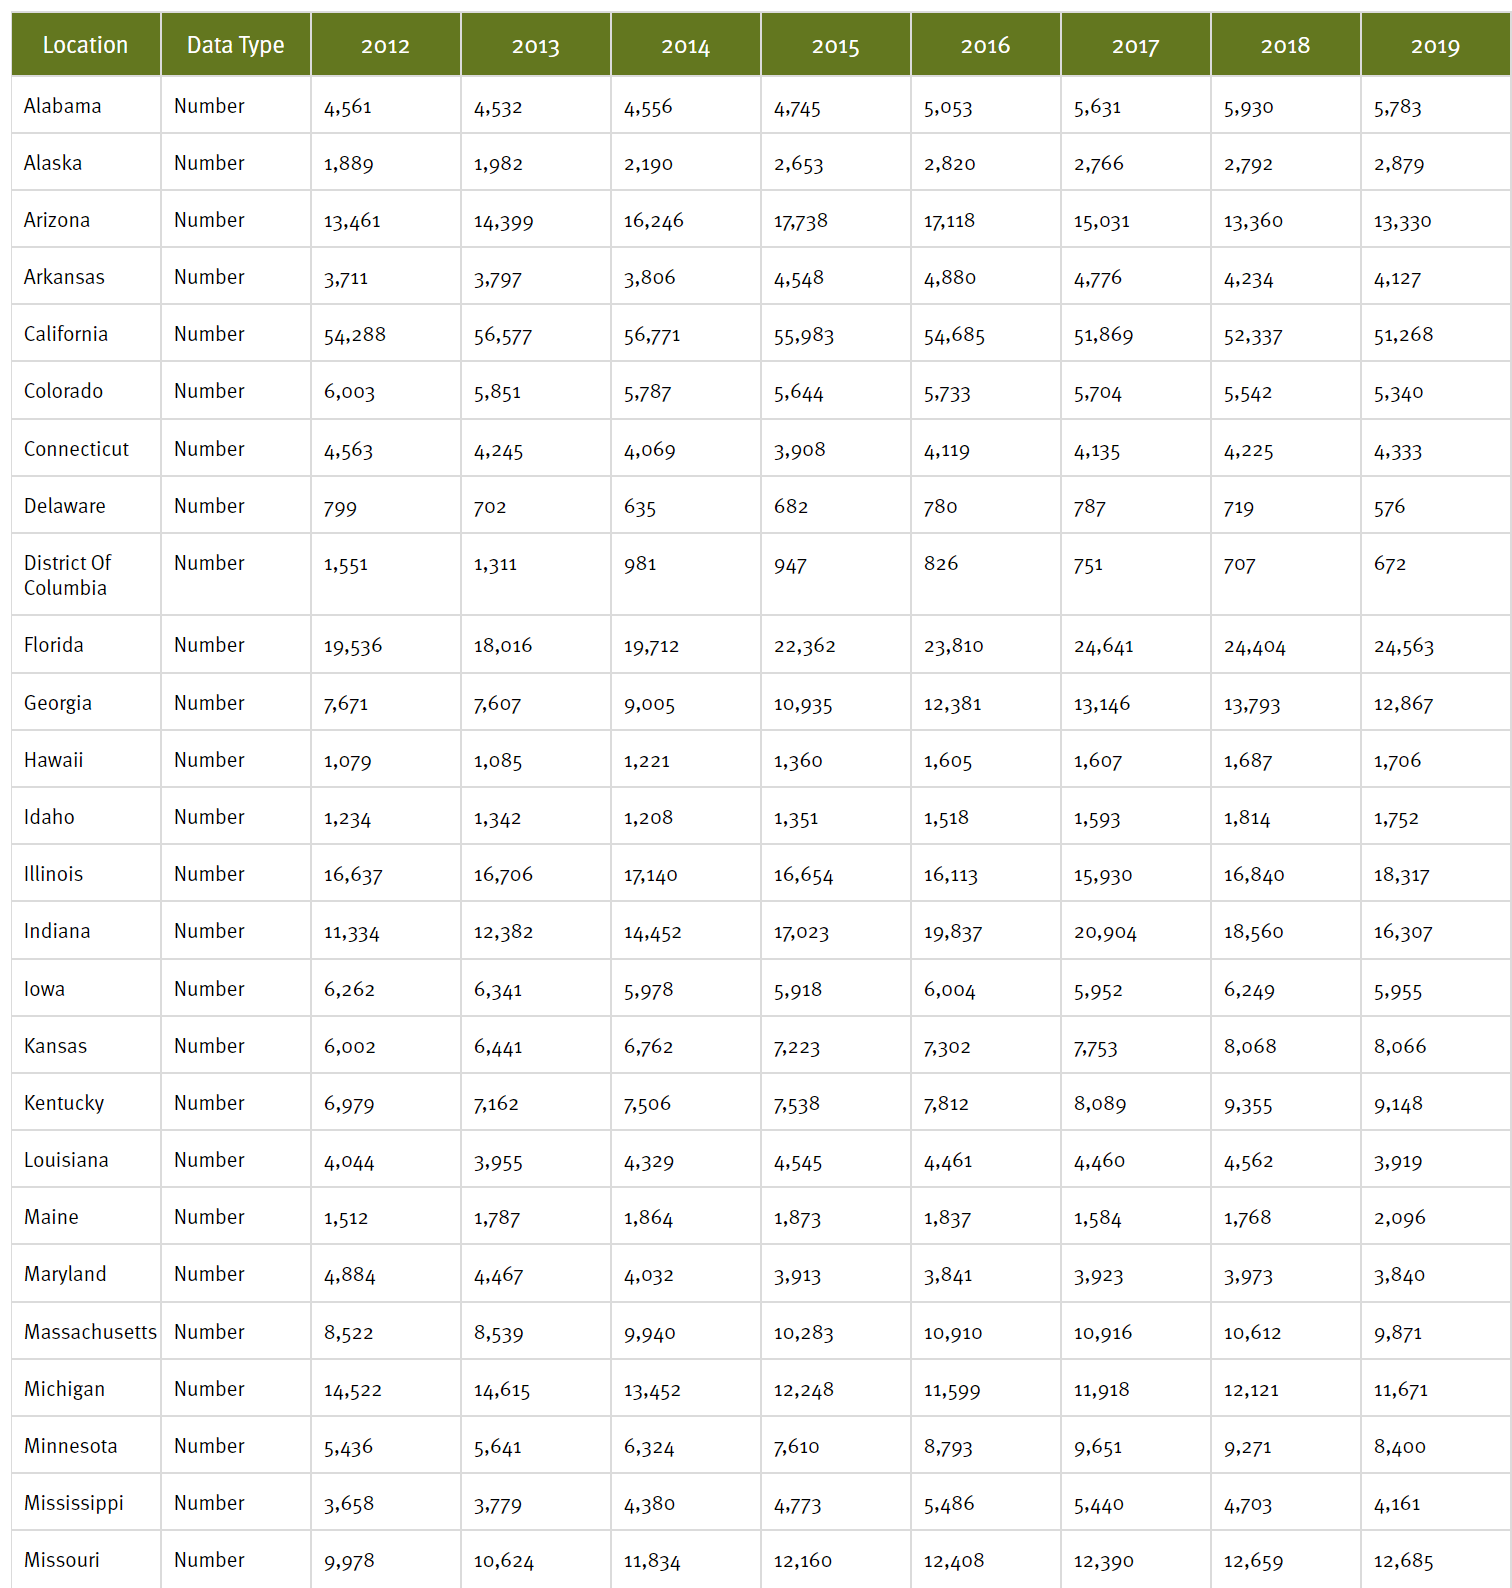 Location Data Type 2012 2013 2014 2015 2016 2017 2018 2019
Alabama Number 4,561 4,532 4,556 4,745 5,053 5,631 5,930 5,783
Alaska Number 1,889 1,982 2,190 2,653 2,820 2,766 2,792 2,879
Arizona Number 13,461 14,399 16,246 17,738 17,118 15,031 13,360 13,330
Arkansas Number 3,711 3,797 3,806 4,548 4,880 4,776 4,234 4,127
California Number 54,288 56,577 56,771 55,983 54,685 51,869 52,337 51,268
Colorado Number 6,003 5,851 5,787 5,644 5,733 5,704 5,542 5,340
Connecticut Number 4,563 4,245 4,069 3,908 4,119 4,135 4,225 4,333
Delaware Number 799 702 635 682 780 787 719 576
District Of Number 1,551 1,311 981 947 826 751 707 672
Columbia
Florida Number 19,536 18,016 19,712 22,362 23,810 24,641 24,404 24,563
Georgia Number 7,671 7,607 9,005 10,935 12,381 13,146 13,793 12,867
Hawaii Number 1,079 1,085 1,221 1,360 1,605 1,607 1,687 1,706
Idaho Number 1,234 1,342 1,208 1,351 1,518 1,593 1,814 1,752
Illinois Number 16,637 16,706 17,140 16,654 16,113 15,930 16,840 18,317
Indiana Number 11,334 12,382 14,452 17,023 19,837 20,904 18,560 16,307
Iowa Number 6,262 6,341 5,978 5,918 6,004 5,952 6,249 5,955
Kansas Number 6,002 6,441 6,762 7,223 7,302 7,753 8,068 8,066
Kentucky Number 6,979 7,162 7,506 7,538 7,812 8,089 9,355 9,148
Louisiana Number 4,044 3,955 4,329 4,545 4,461 4,460 4,562 3,919
Maine Number 1,512 1,787 1,864 1,873 1,837 1,584 1,768 2,096
Maryland Number 4,884 4,467 4,032 3,913 3,841 3,923 3,973 3,840
Massachusetts Number 8,522 8,539 9,940 10,283 10,910 10,916 10,612 9,871
Michigan Number 14,522 14,615 13,452 12,248 11,599 11,918 12,121 11,671
Minnesota Number 5,436 5,641 6,324 7,610 8,793 9,651 9,271 8,400
Mississippi Number 3,658 3,779 4,380 4,773 5,486 5,440 4,703 4,161
Missouri Number 9,978 10,624 11,834 12,160 12,408 12,390 12,659 12,685